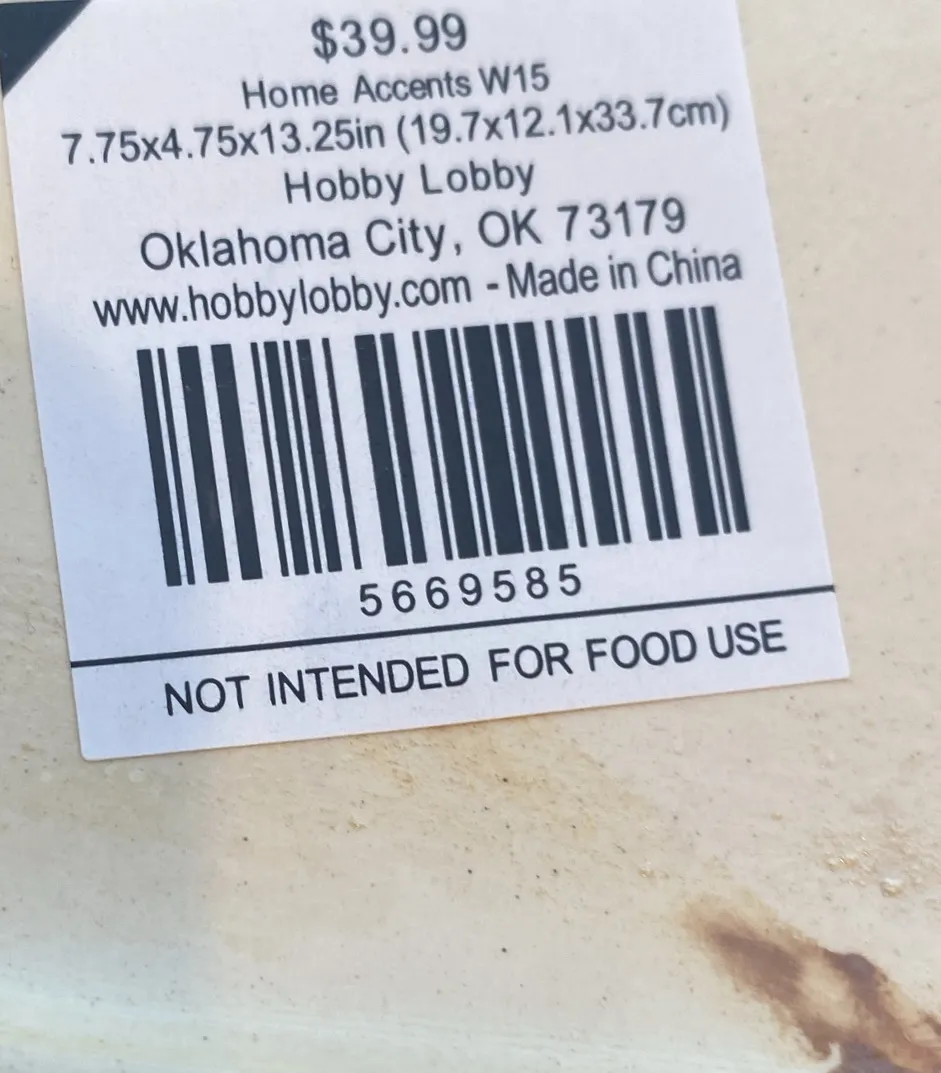 $39.99
Home Accents W15
7.75x4.75x13.25in (19.7x12.1x33.7cm)
Hobby Lobby
Oklahoma City, OK 73179
www.hobbylobby.com - Made in China
5669585
NOT INTENDED FOR FOOD USE